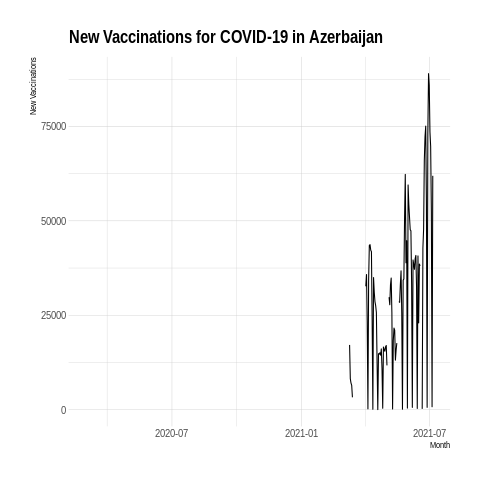 New Vaccinations for COVID-19 in Azerbaijan
New Vaccinations
75000
50000
25000
0
2020-07 2021-01 2021-07
Month